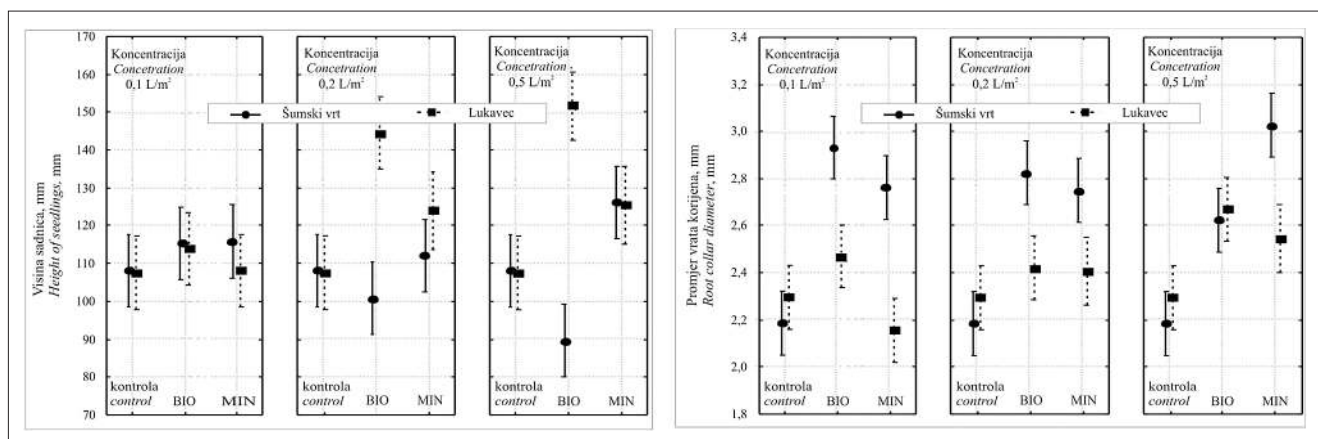 170
160
150
140
130
120
110
100
90
80
70
Visina sadnica, mm
Height of seedlings, mm
Koncentracija
Concetration
0,1 L/m²
Koncentracija
Concetration
0,2 L/m²
Koncentracija
Concetration
0,5 L/m²
Šumski vrt
Lukavec
kontrola
control
BIO
MIN
kontrola
control
BIO
MIN
kontrola
control
BIO
MIN
3,4
3,2
3,0
2,8
2,6
2,4
2,2
2,0
1,8
Promjer vrata korijena, mm
Root collar diameter, mm
Koncentracija
Concetration
0,1 L/m²
Koncentracija
Concetration
0,2 L/m²
Koncentracija
Concetration
0,5 L/m²
Šumski vrt
Lukavec
kontrola
control
BIO
MIN
kontrola
control
BIO
MIN
kontrola
control
BIO
MIN